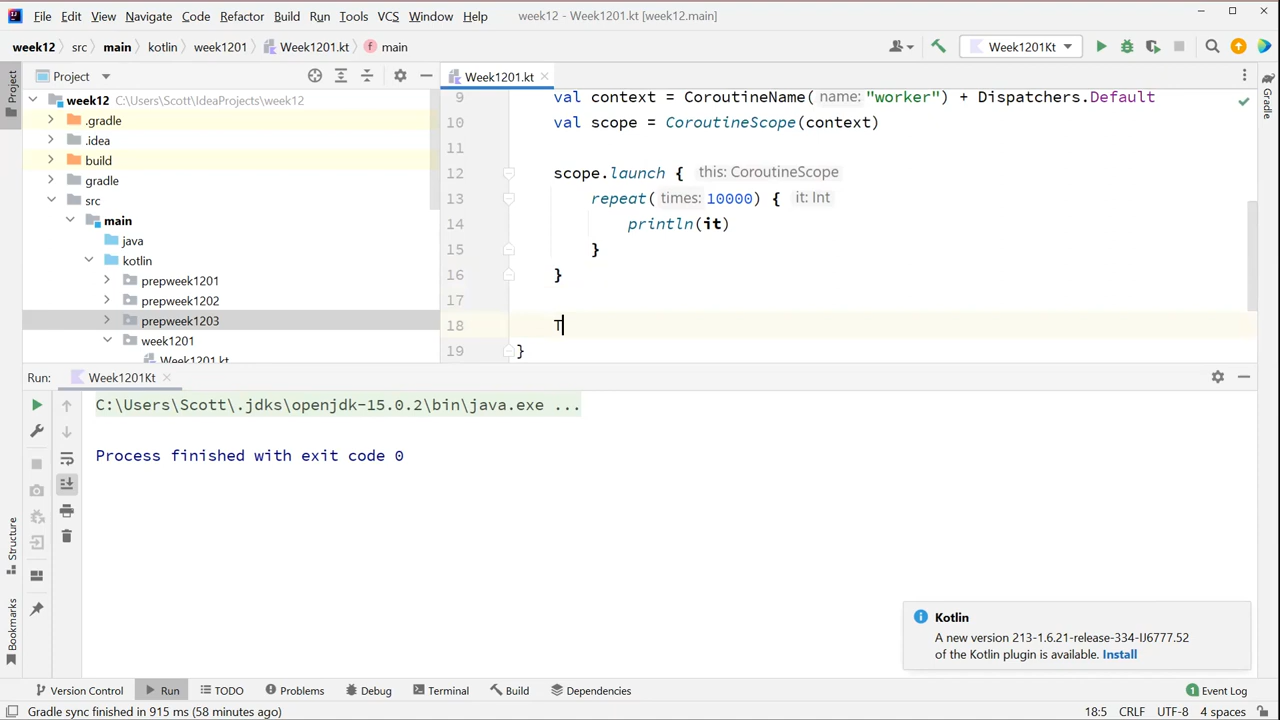 File Edit View Navigate Code Refactor Build Run Tools VCS Window Help week12 - Week1201.kt [week12.main]
week12 src main kotlin week1201 Week1201.kt main Week1201Kt
Project Project Week1201.kt
week12 C:\Users\Scott\IdeaProjects\week12
.gradle
.idea
build
gradle
src
main
java
kotlin
prepweek1201
prepweek1202
prepweek1203
week1201
Week1201.kt
9 val context = CoroutineName( name: "worker") + Dispatchers.Default
10 val scope = CoroutineScope(context)
11
12 scope.launch { this: CoroutineScope
13 repeat( times: 10000) { it: Int
14 println(it)
15 }
16 }
17
18 T
19 }
Gradle
Run: Week1201Kt
C:\Users\Scott\.jdks\openjdk-15.0.2\bin\java.exe ...
Process finished with exit code 0
Structure
Bookmarks
Kotlin
A new version 213-1.6.21-release-334-IJ6777.52
of the Kotlin plugin is available. Install
Version Control Run TODO Problems Debug Terminal Build Dependencies 1 Event Log
Gradle sync finished in 915 ms (58 minutes ago) 18:5 CRLF UTF-8 4 spaces